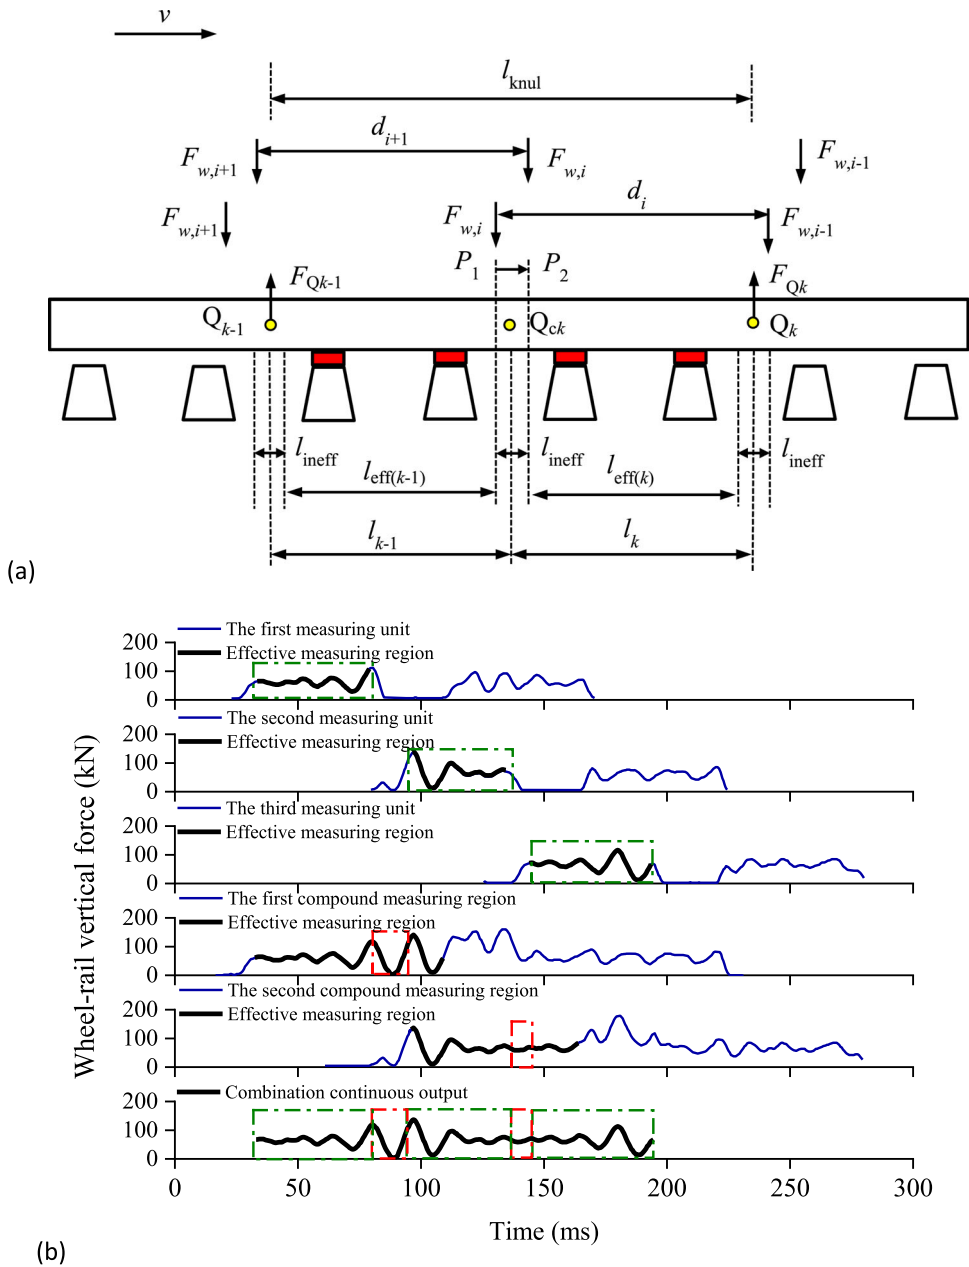 v
l_knul
d_i+1
F_w,i+1 F_w,i F_w,i-1
d_i
F_w,i+1 F_w,i F_w,i-1
P_1 P_2
F_Qk-1 F_Qk
Q_k-1 Q_ck Q_k
l_ineff l_ineff l_ineff
l_eff(k-1) l_eff(k)
l_k-1 l_k
(a)
Wheel-rail vertical force (kN)
The first measuring unit
Effective measuring region
200
100
0
The second measuring unit
Effective measuring region
200
100
0
The third measuring unit
Effective measuring region
200
100
0
The first compound measuring region
Effective measuring region
200
100
0
The second compound measuring region
Effective measuring region
200
100
0
Combination continuous output
200
100
0
0 50 100 150 200 250 300
Time (ms)
(b)